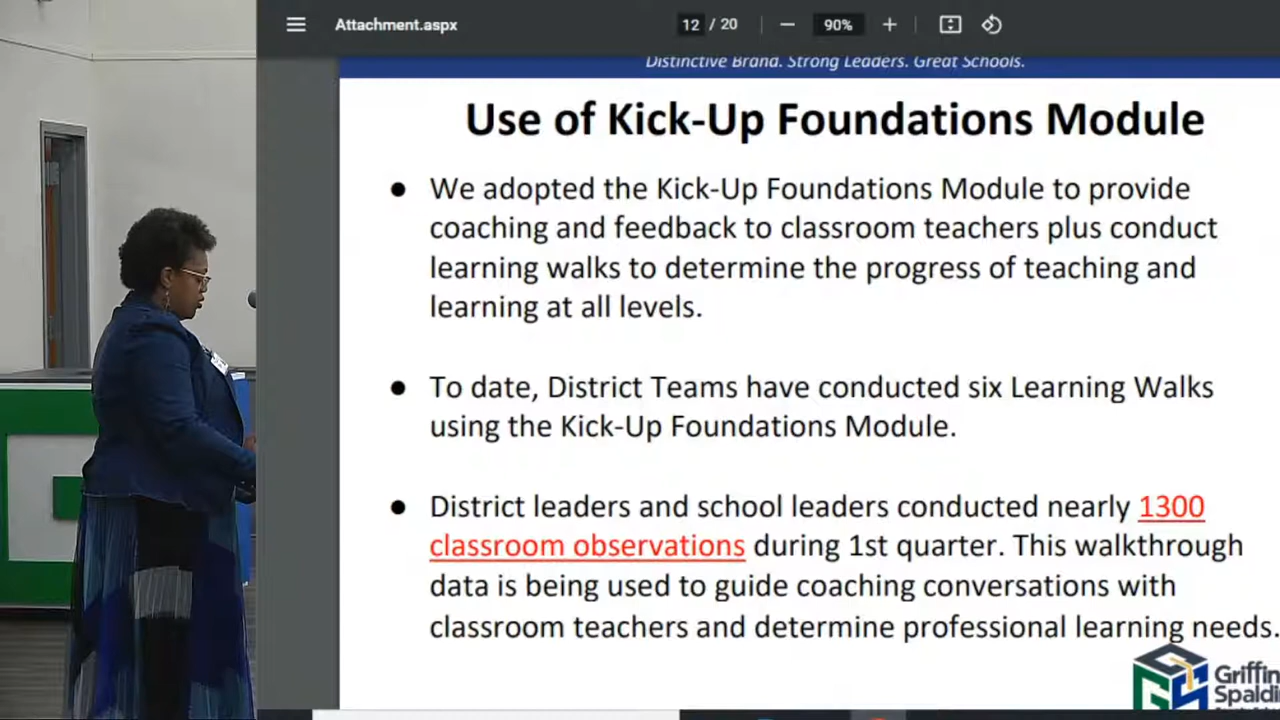 Attachment.aspx
12 / 20
90%
Distinctive Brand. Strong Leaders. Great Schools.
Use of Kick-Up Foundations Module
● We adopted the Kick-Up Foundations Module to provide
coaching and feedback to classroom teachers plus conduct
learning walks to determine the progress of teaching and
learning at all levels.
● To date, District Teams have conducted six Learning Walks
using the Kick-Up Foundations Module.
● District leaders and school leaders conducted nearly 1300
classroom observations during 1st quarter. This walkthrough
data is being used to guide coaching conversations with
classroom teachers and determine professional learning needs.
Griffin
Spaldin